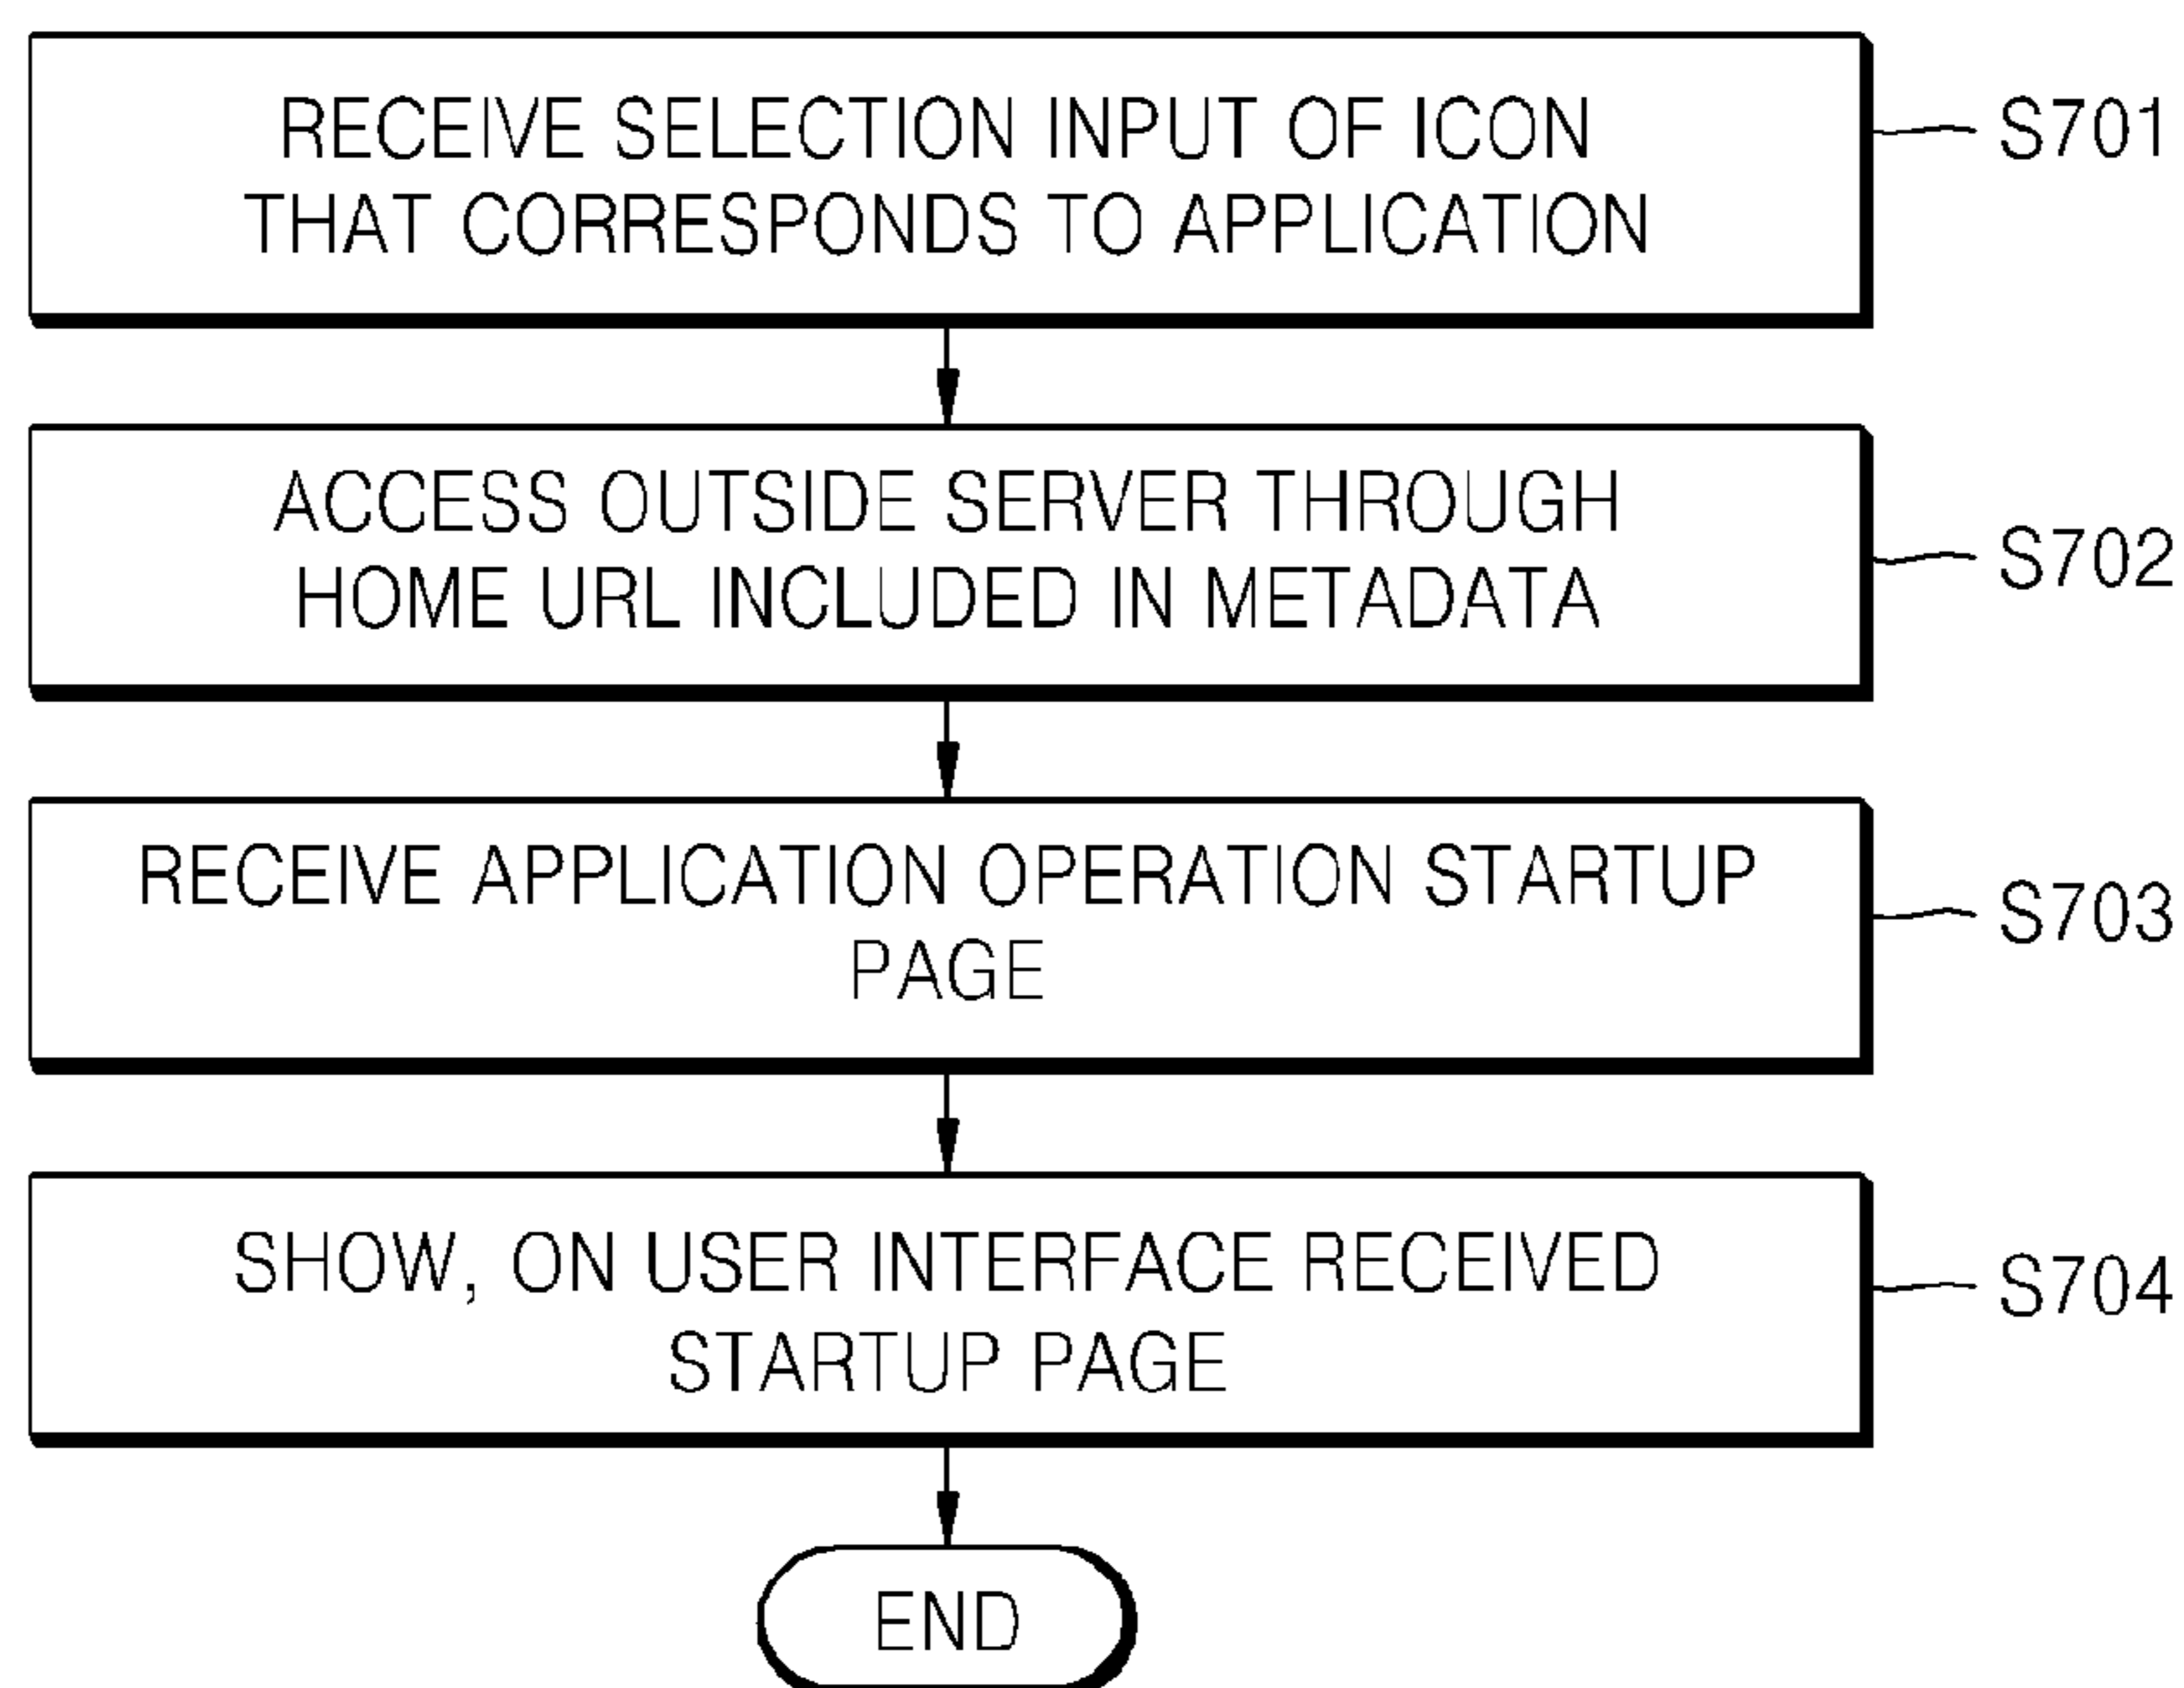 RECEIVE SELECTION INPUT OF ICON
THAT CORRESPONDS TO APPLICATION
S701
ACCESS OUTSIDE SERVER THROUGH
HOME URL INCLUDED IN METADATA
S702
RECEIVE APPLICATION OPERATION STARTUP
PAGE
S703
SHOW, ON USER INTERFACE RECEIVED
STARTUP PAGE
S704
END